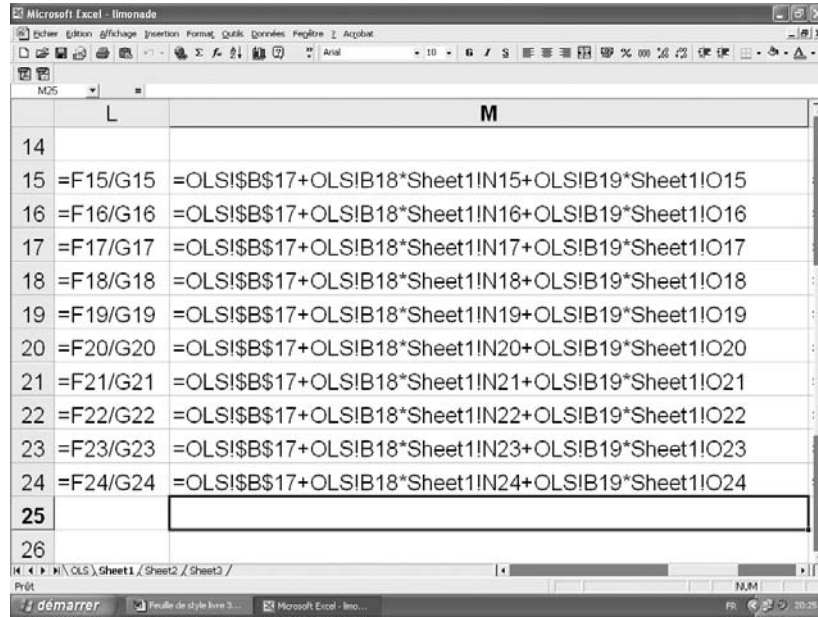 Microsoft Excel - limonade
Fichier Edition Affichage Insertion Format Outils Données Fenêtre ? Acrobat
Arial 10 G I S
M25 =
L M
14
15 =F15/G15 =OLS!$B$17+OLS!B18*Sheet1!N15+OLS!B19*Sheet1!O15
16 =F16/G16 =OLS!$B$17+OLS!B18*Sheet1!N16+OLS!B19*Sheet1!O16
17 =F17/G17 =OLS!$B$17+OLS!B18*Sheet1!N17+OLS!B19*Sheet1!O17
18 =F18/G18 =OLS!$B$17+OLS!B18*Sheet1!N18+OLS!B19*Sheet1!O18
19 =F19/G19 =OLS!$B$17+OLS!B18*Sheet1!N19+OLS!B19*Sheet1!O19
20 =F20/G20 =OLS!$B$17+OLS!B18*Sheet1!N20+OLS!B19*Sheet1!O20
21 =F21/G21 =OLS!$B$17+OLS!B18*Sheet1!N21+OLS!B19*Sheet1!O21
22 =F22/G22 =OLS!$B$17+OLS!B18*Sheet1!N22+OLS!B19*Sheet1!O22
23 =F23/G23 =OLS!$B$17+OLS!B18*Sheet1!N23+OLS!B19*Sheet1!O23
24 =F24/G24 =OLS!$B$17+OLS!B18*Sheet1!N24+OLS!B19*Sheet1!O24
25
26
OLS Sheet1 Sheet2 Sheet3
Prêt NUM
démarrer Feuille de style livre 3... Microsoft Excel - limo... FR 20:25